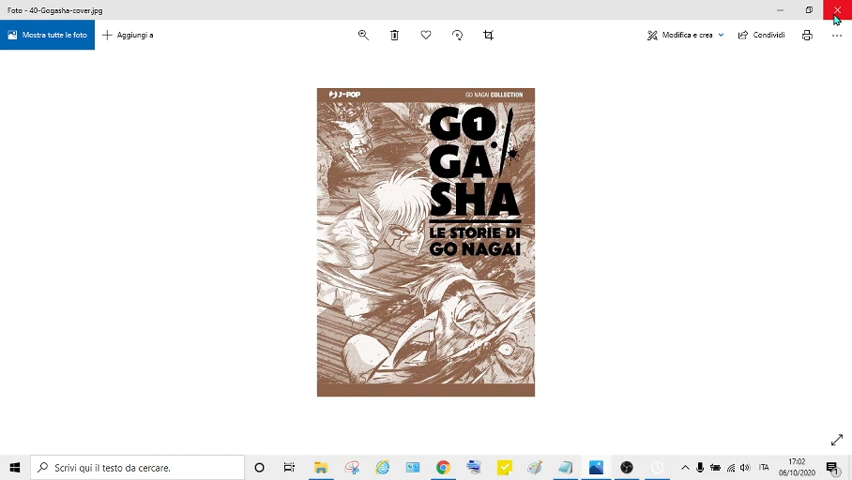 Foto - 40-Gogasha-cover.jpg
Mostra tutte le foto
Aggiungi a
Modifica e crea
Condividi
J-POP
GO NAGAI COLLECTION
GO 1
GA
SHA
LE STORIE DI
GO NAGAI
Scrivi qui il testo da cercare.
ITA
17:02
06/10/2020
1